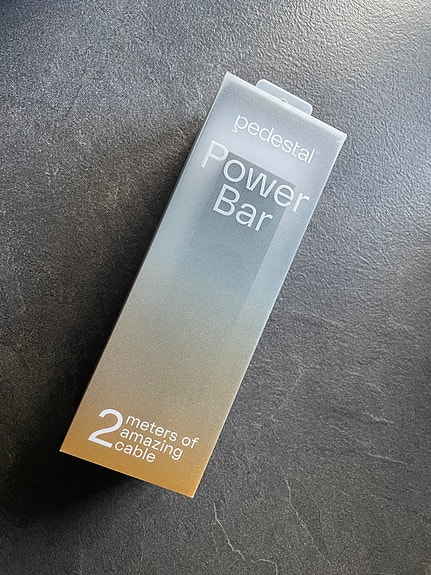 pedestal
Power
Bar
2 meters of
amazing
cable